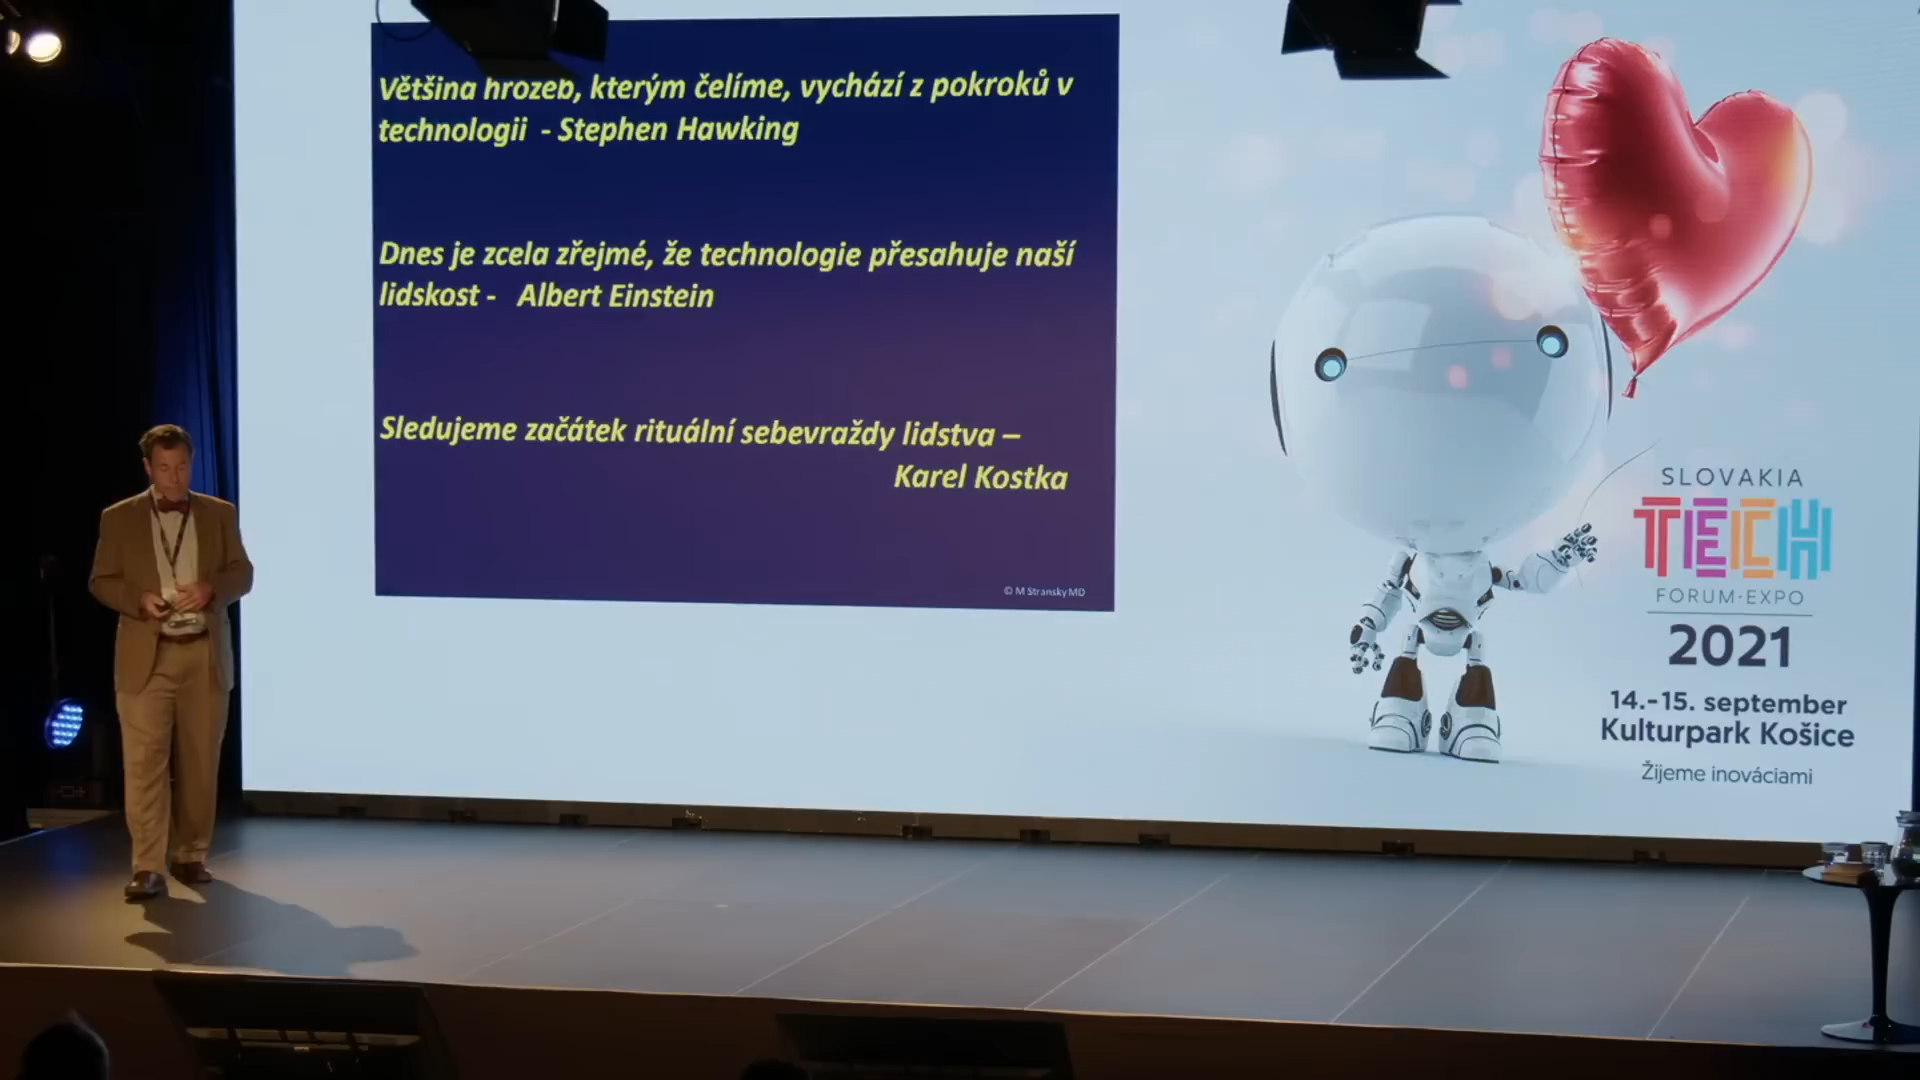 Většina hrozeb, kterým čelíme, vychází z pokroků v
technologii - Stephen Hawking
Dnes je zcela zřejmé, že technologie přesahuje naší
lidskost - Albert Einstein
Sledujeme začátek rituální sebevraždy lidstva –
Karel Kostka
© M Stransky MD
SLOVAKIA
TECH
FORUM·EXPO
2021
14.-15. september
Kulturpark Košice
Žijeme inováciami